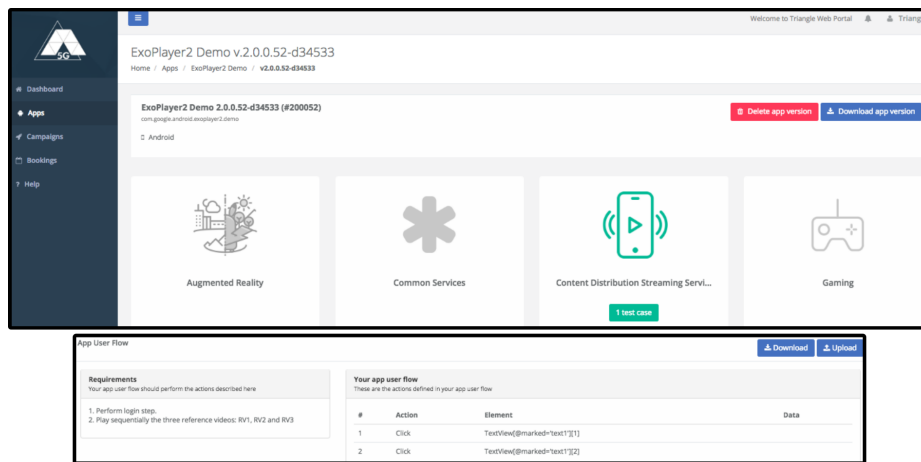 Welcome to Triangle Web Portal Triang
5G
ExoPlayer2 Demo v.2.0.0.52-d34533
Home / Apps / ExoPlayer2 Demo / v2.0.0.52-d34533
Dashboard
Apps
Campaigns
Bookings
? Help
ExoPlayer2 Demo 2.0.0.52-d34533 (#200052)
com.google.android.exoplayer2.demo
Android
Delete app version
Download app version
Augmented Reality
Common Services
Content Distribution Streaming Servi...
1 test case
Gaming
App User Flow
Download
Upload
Requirements
Your app user flow should perform the actions described here
1. Perform login step.
2. Play sequentially the three reference videos: RV1, RV2 and RV3
Your app user flow
These are the actions defined in your app user flow
# Action Element Data
1 Click TextView[@marked='text1'][1]
2 Click TextView[@marked='text1'][2]